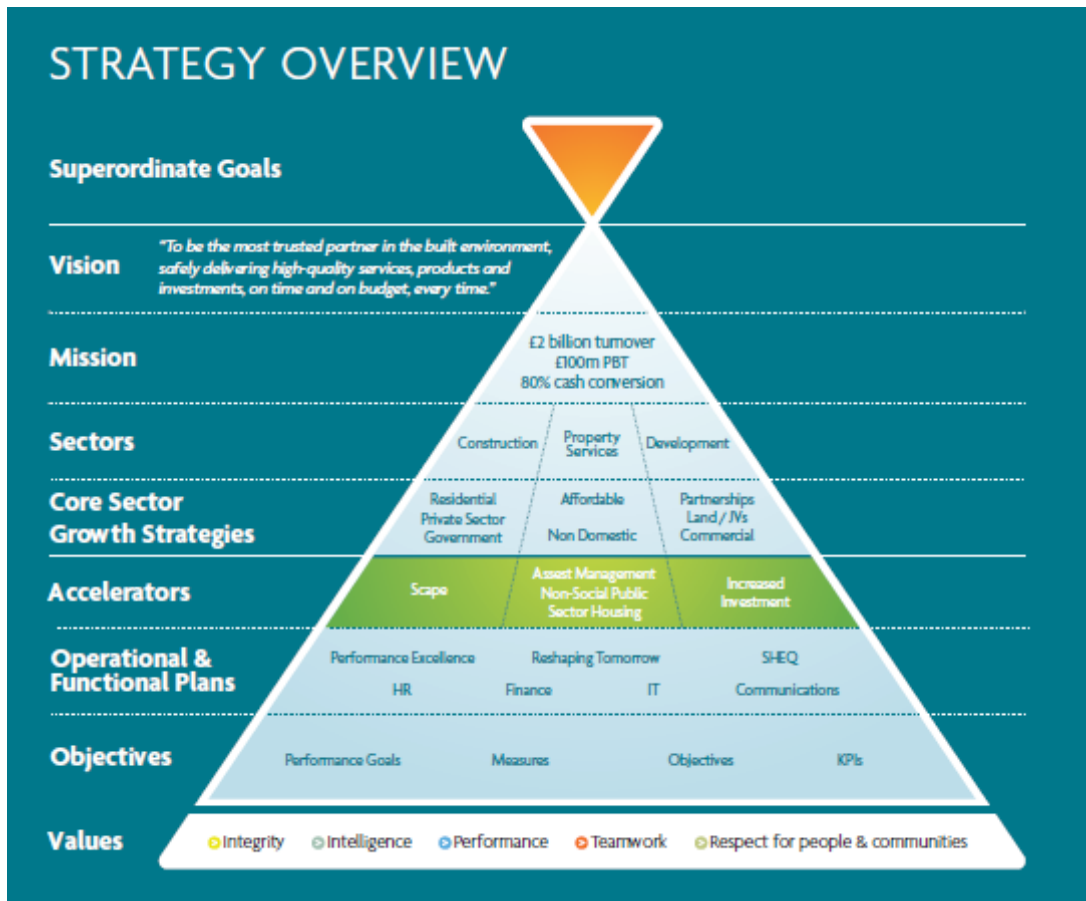 STRATEGY OVERVIEW
Superordinate Goals
Vision
"To be the most trusted partner in the built environment,
safely delivering high-quality services, products and
investments, on time and on budget, every time."
Mission
£2 billion turnover
£100m PBT
80% cash conversion
Sectors
Construction
Property
Services
Development
Core Sector
Growth Strategies
Residential
Private Sector
Government
Affordable
Non Domestic
Partnerships
Land / JVs
Commercial
Accelerators
Scape
Assest Management
Non-Social Public
Sector Housing
Increased
Investment
Operational &
Functional Plans
Performance Excellence
Reshaping Tomorrow
SHEQ
HR
Finance
IT
Communications
Objectives
Performance Goals
Measures
Objectives
KPIs
Values
Integrity
Intelligence
Performance
Teamwork
Respect for people & communities